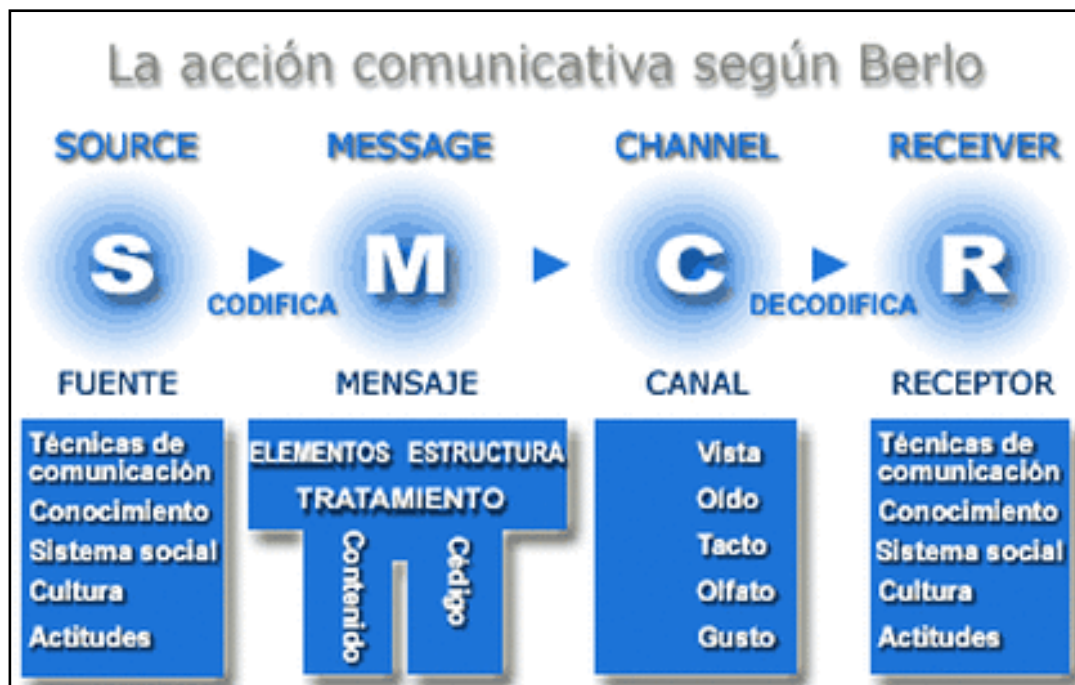 La acción comunicativa según Berlo
SOURCE MESSAGE CHANNEL RECEIVER
S M C R
CODIFICA DECODIFICA
FUENTE MENSAJE CANAL RECEPTOR
Técnicas de
comunicación
Conocimiento
Sistema social
Cultura
Actitudes
ELEMENTOS ESTRUCTURA
TRATAMIENTO
Contenido
Código
Vista
Oído
Tacto
Olfato
Gusto
Técnicas de
comunicación
Conocimiento
Sistema social
Cultura
Actitudes